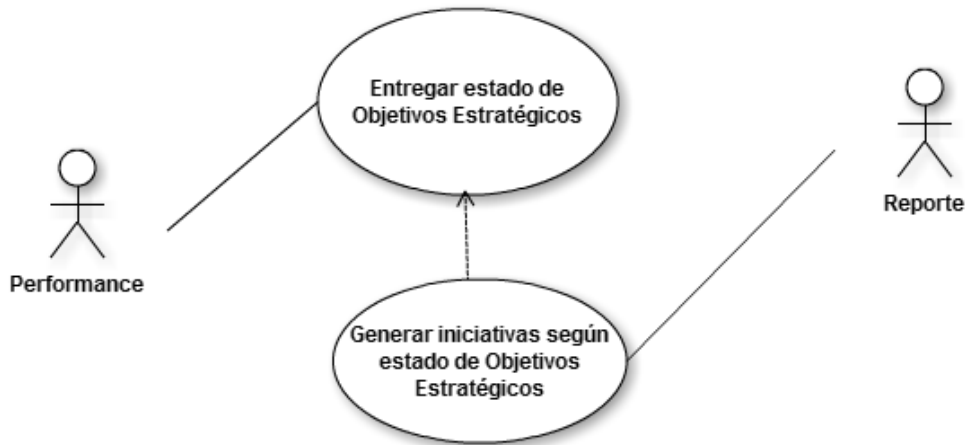 Entregar estado de
Objetivos Estratégicos
Reporte
Performance
Generar iniciativas según
estado de Objetivos
Estratégicos